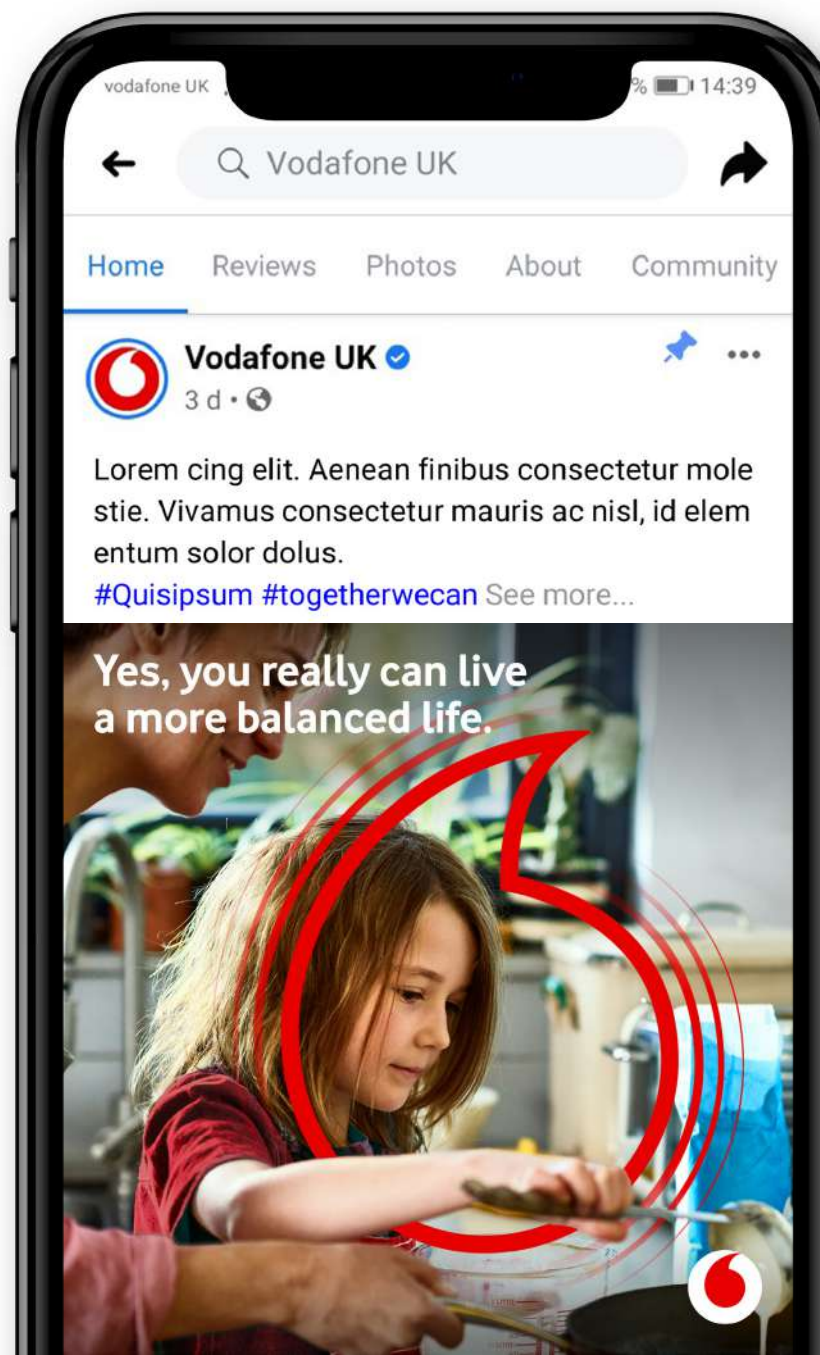 vodafone UK
% 14:39
Vodafone UK
Home Reviews Photos About Community
Vodafone UK
3 d •
Lorem cing elit. Aenean finibus consectetur mole
stie. Vivamus consectetur mauris ac nisl, id elem
entum solor dolus.
#Quisipsum #togetherwecan See more...
Yes, you really can live
a more balanced life.